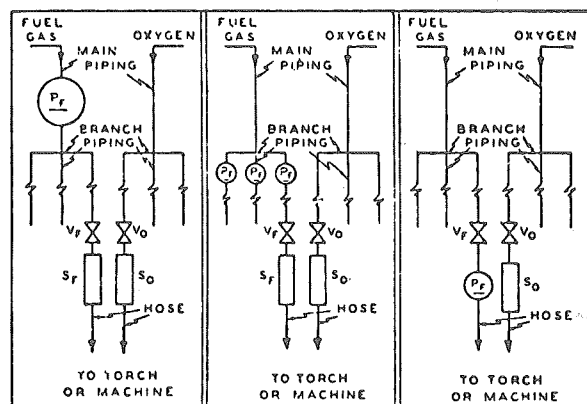 FUEL
GAS
OXYGEN
MAIN
PIPING
PF
BRANCH
PIPING
VF
VO
SF
SO
HOSE
TO TORCH
OR MACHINE
FUEL
GAS
OXYGEN
MAIN
PIPING
BRANCH
PIPING
Pf
Pf
Pf
VF
VO
SF
SO
HOSE
TO TORCH
OR MACHINE
FUEL
GAS
OXYGEN
MAIN
PIPING
BRANCH
PIPING
VF
VO
PF
SO
HOSE
TO TORCH
OR MACHINE